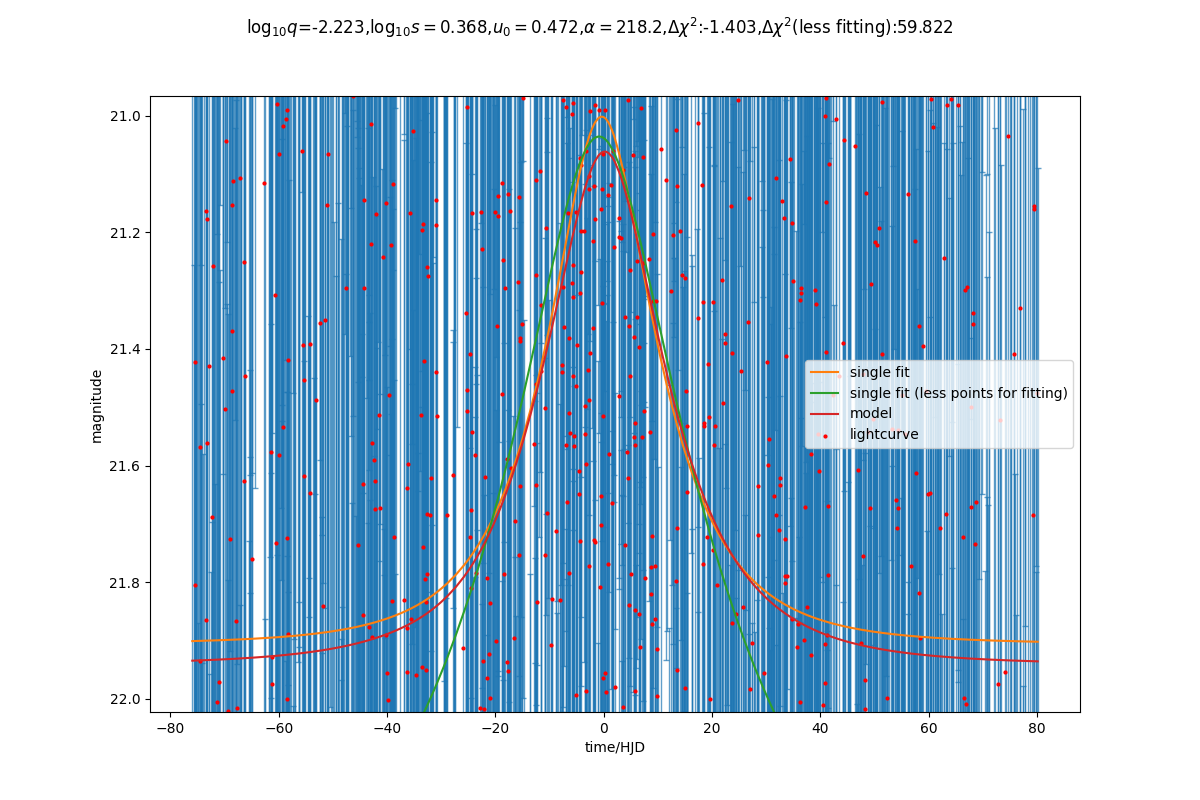 log₁₀q=-2.223,log₁₀s = 0.368,u₀ = 0.472,α = 218.2,Δχ²:-1.403,Δχ²(less fitting):59.822
21.0
21.2
21.4
21.6
21.8
22.0
magnitude
−80
−60
−40
−20
0
20
40
60
80
time/HJD
single fit
single fit (less points for fitting)
model
lightcurve